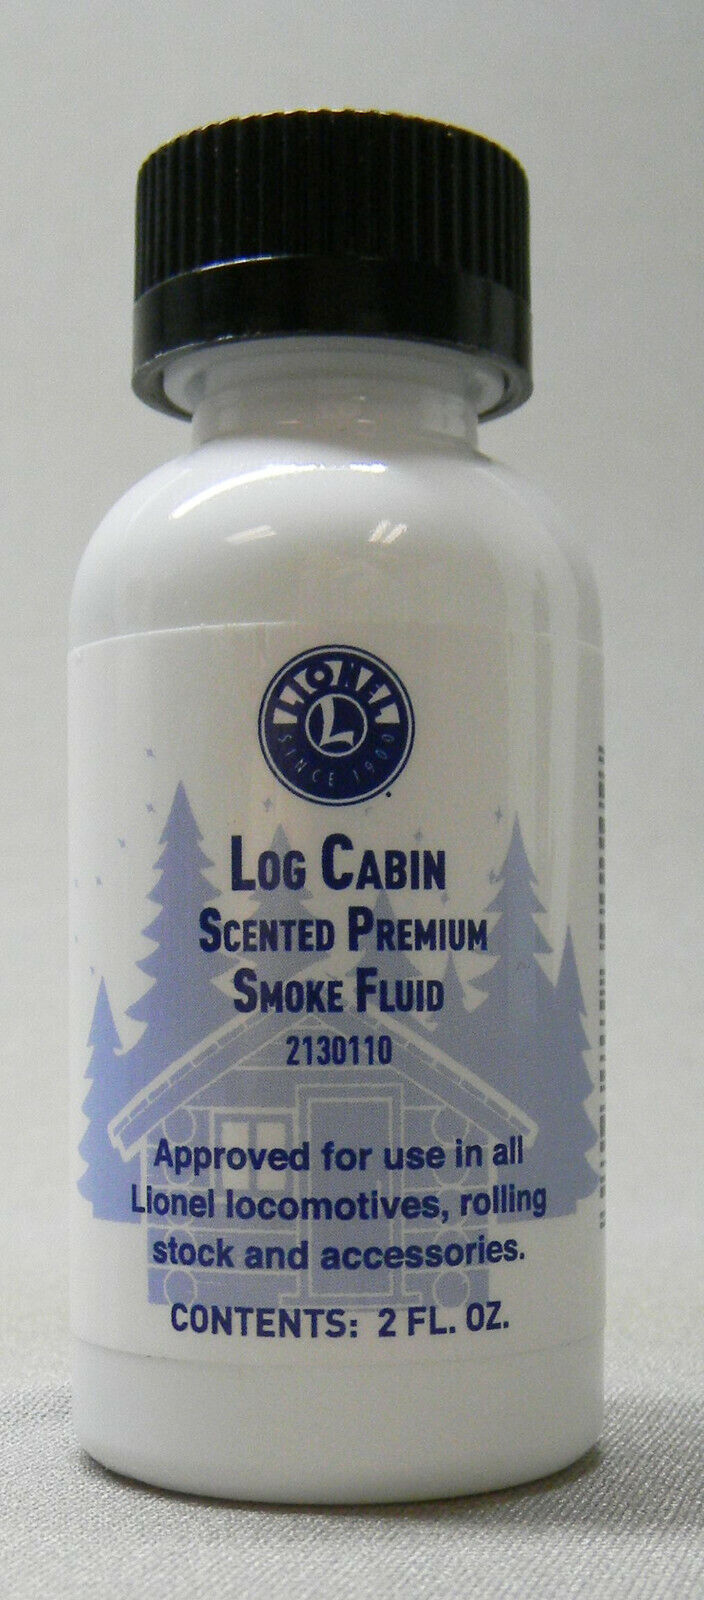 LIONEL
L
SINCE 1900
LOG CABIN
SCENTED PREMIUM
SMOKE FLUID
2130110
Approved for use in all
Lionel locomotives, rolling
stock and accessories.
CONTENTS: 2 FL. OZ.